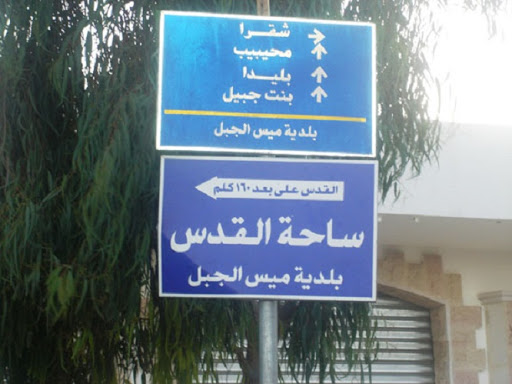 شقرا
محيبيب
بليدا
بنت جبيل
بلدية ميس الجبل
القدس على بعد ١٦٠ كلم
ساحة القدس
بلدية ميس الجبل